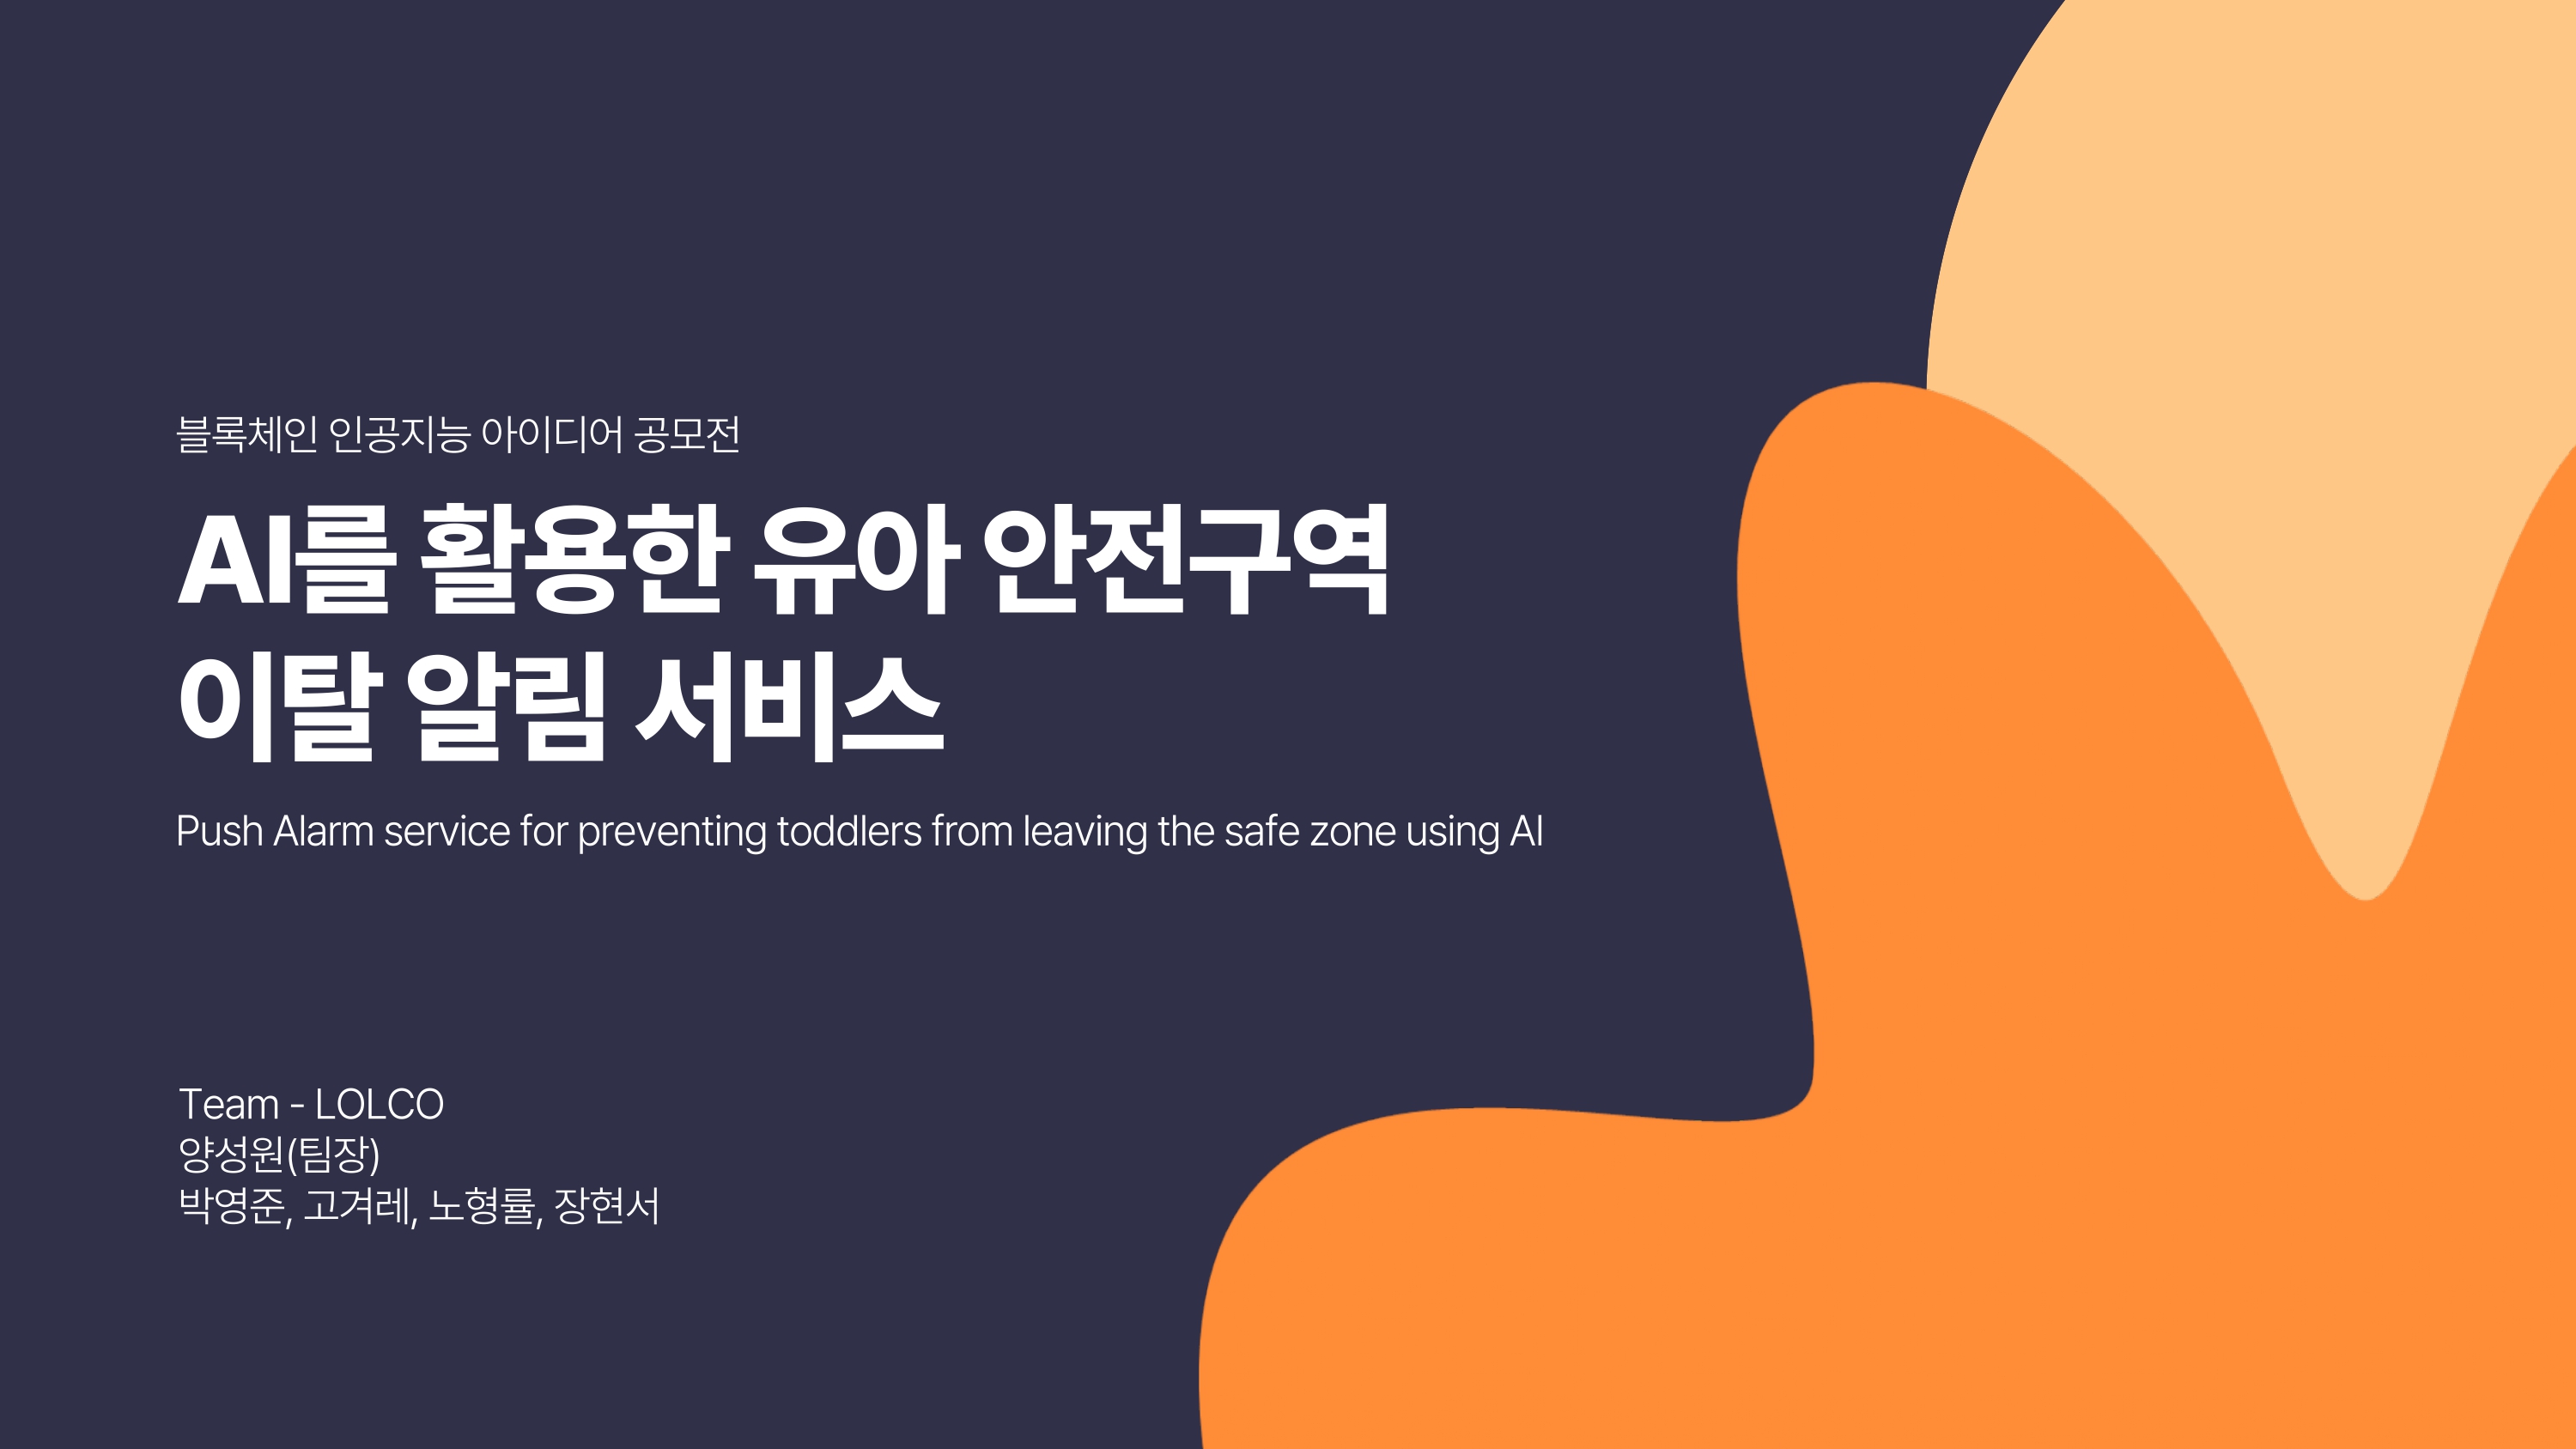 블록체인 인공지능 아이디어 공모전
AI를 활용한 유아 안전구역
이탈 알림 서비스
Push Alarm service for preventing toddlers from leaving the safe zone using AI
Team - LOLCO
양성원(팀장)
박영준, 고겨레, 노형률, 장현서